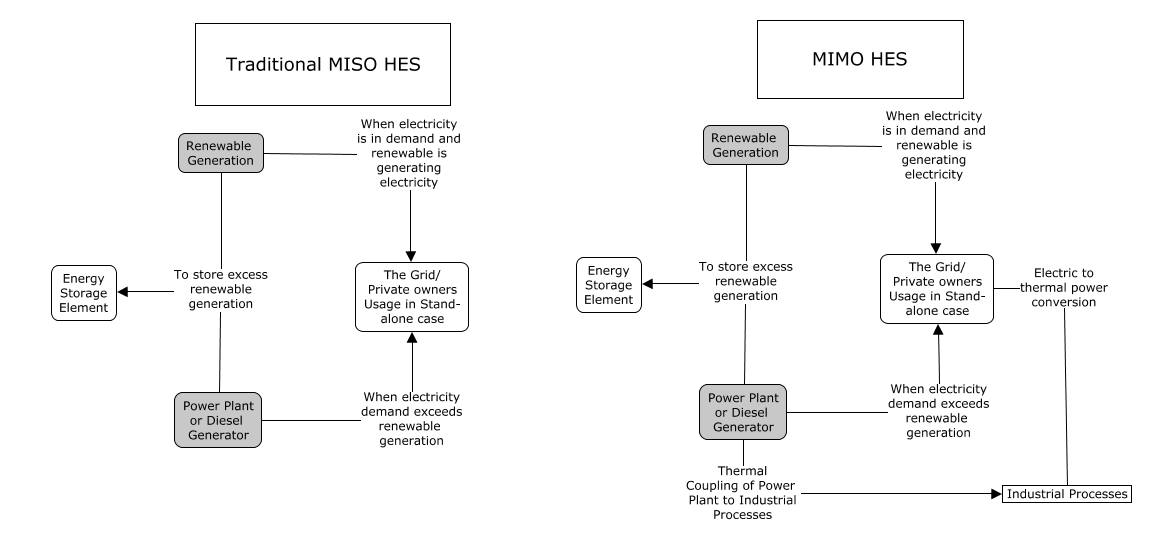 Traditional MISO HES
Renewable
Generation
When electricity
is in demand and
renewable is
generating
electricity
Energy
Storage
Element
To store excess
renewable
generation
The Grid/
Private owners
Usage in Stand-
alone case
Power Plant
or Diesel
Generator
When electricity
demand exceeds
renewable
generation
MIMO HES
Renewable
Generation
When electricity
is in demand and
renewable is
generating
electricity
Energy
Storage
Element
To store excess
renewable
generation
The Grid/
Private owners
Usage in Stand-
alone case
Electric to
thermal power
conversion
Power Plant
or Diesel
Generator
When electricity
demand exceeds
renewable
generation
Thermal
Coupling of Power
Plant to Industrial
Processes
Industrial Processes